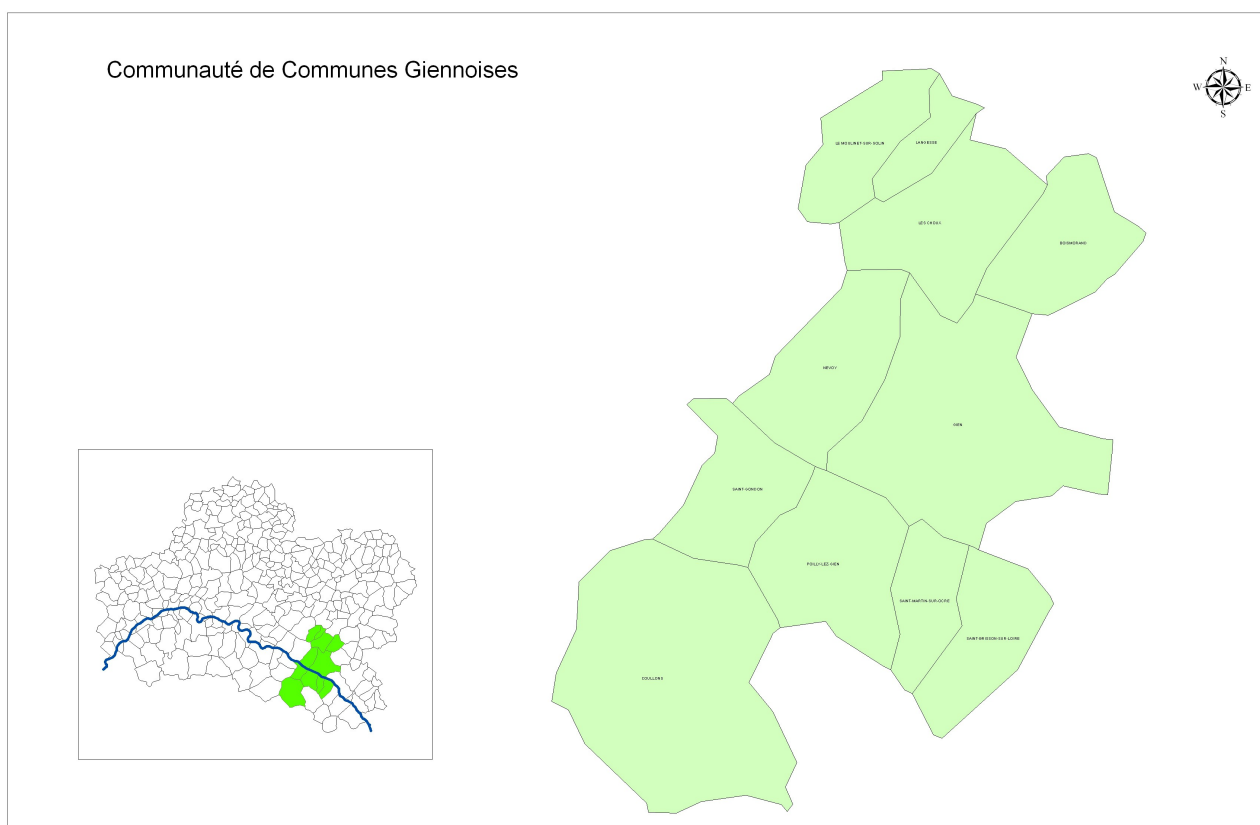 Communauté de Communes Giennoises
N
W E
S
LE MOULINET-SUR-SOLIN
LANGESSE
LES CHOUX
BOISMORAND
NEVOY
GIEN
SAINT-GONDON
POILLY-LEZ-GIEN
SAINT-MARTIN-SUR-OCRE
SAINT-BRISSON-SUR-LOIRE
COULLONS